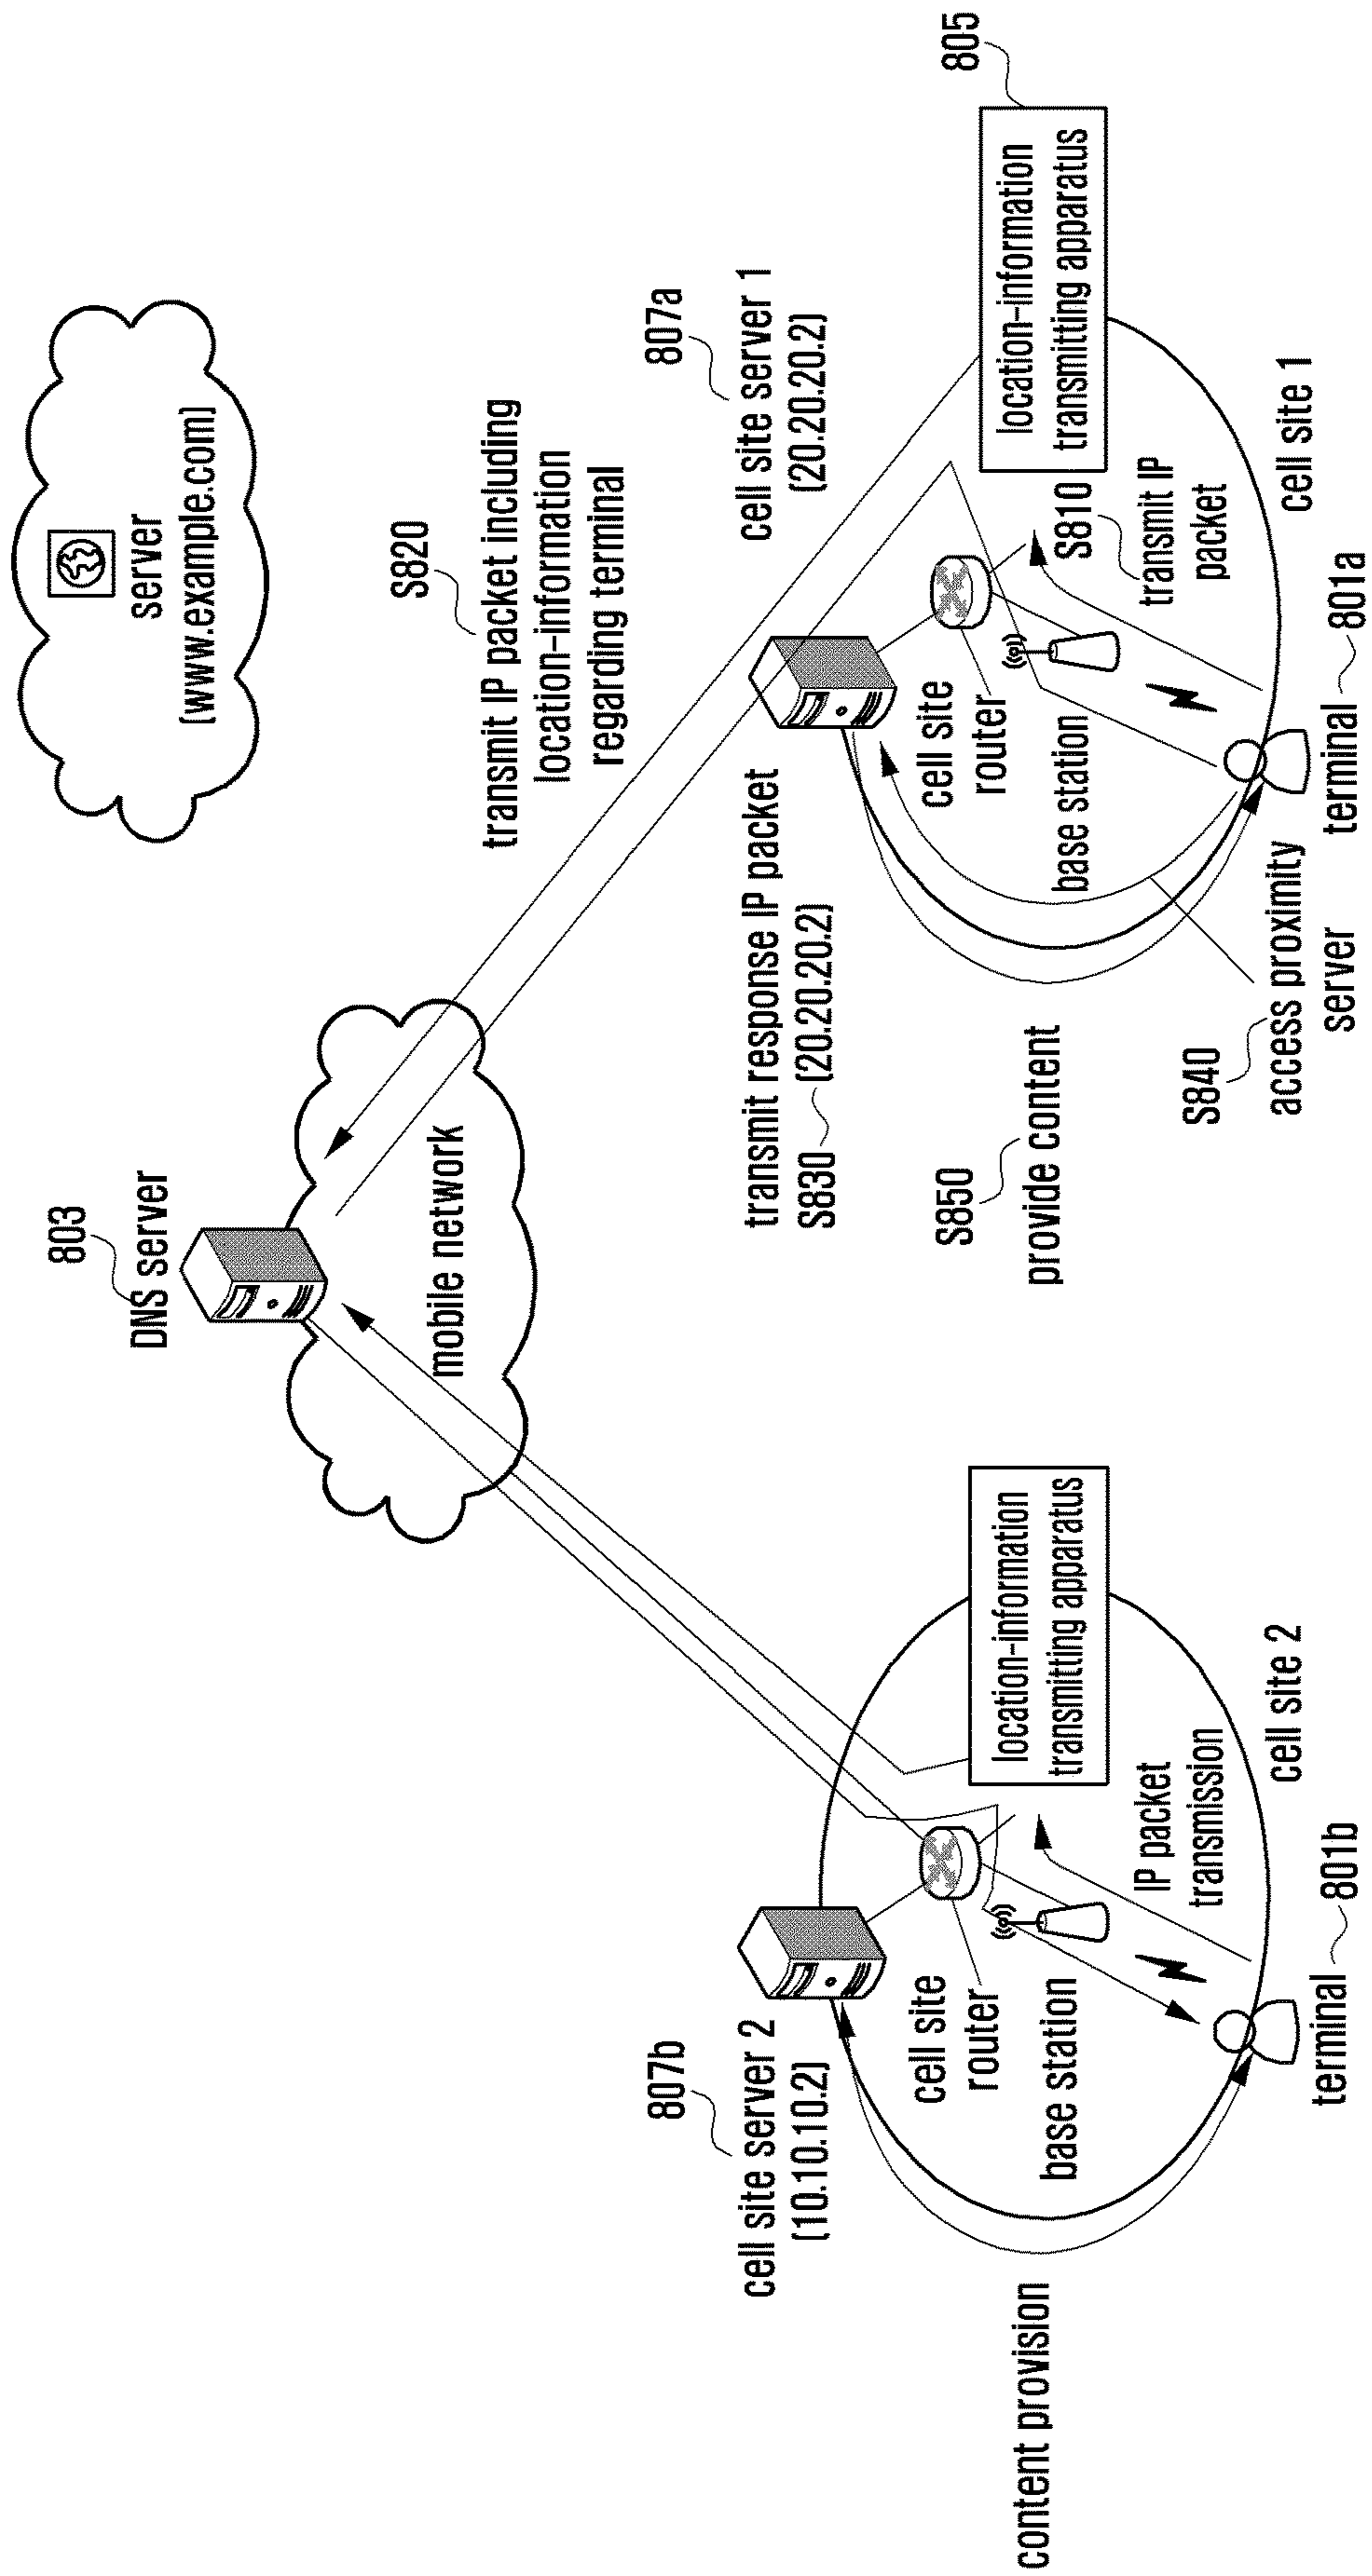 server
(www.example.com)
803
DNS server
mobile network
S820
transmit IP packet including
location-information
regarding terminal
807b
cell site server 2
(10.10.10.2)
cell site
router
base station
location-information
transmitting apparatus
IP packet
transmission
content provision
cell site 2
terminal
801b
807a
cell site server 1
(20.20.20.2)
transmit response IP packet
S830
(20.20.20.2)
cell site
router
base station
805
location-information
transmitting apparatus
S810
transmit IP
packet
S850
provide content
S840
access proximity
server
cell site 1
terminal
801a